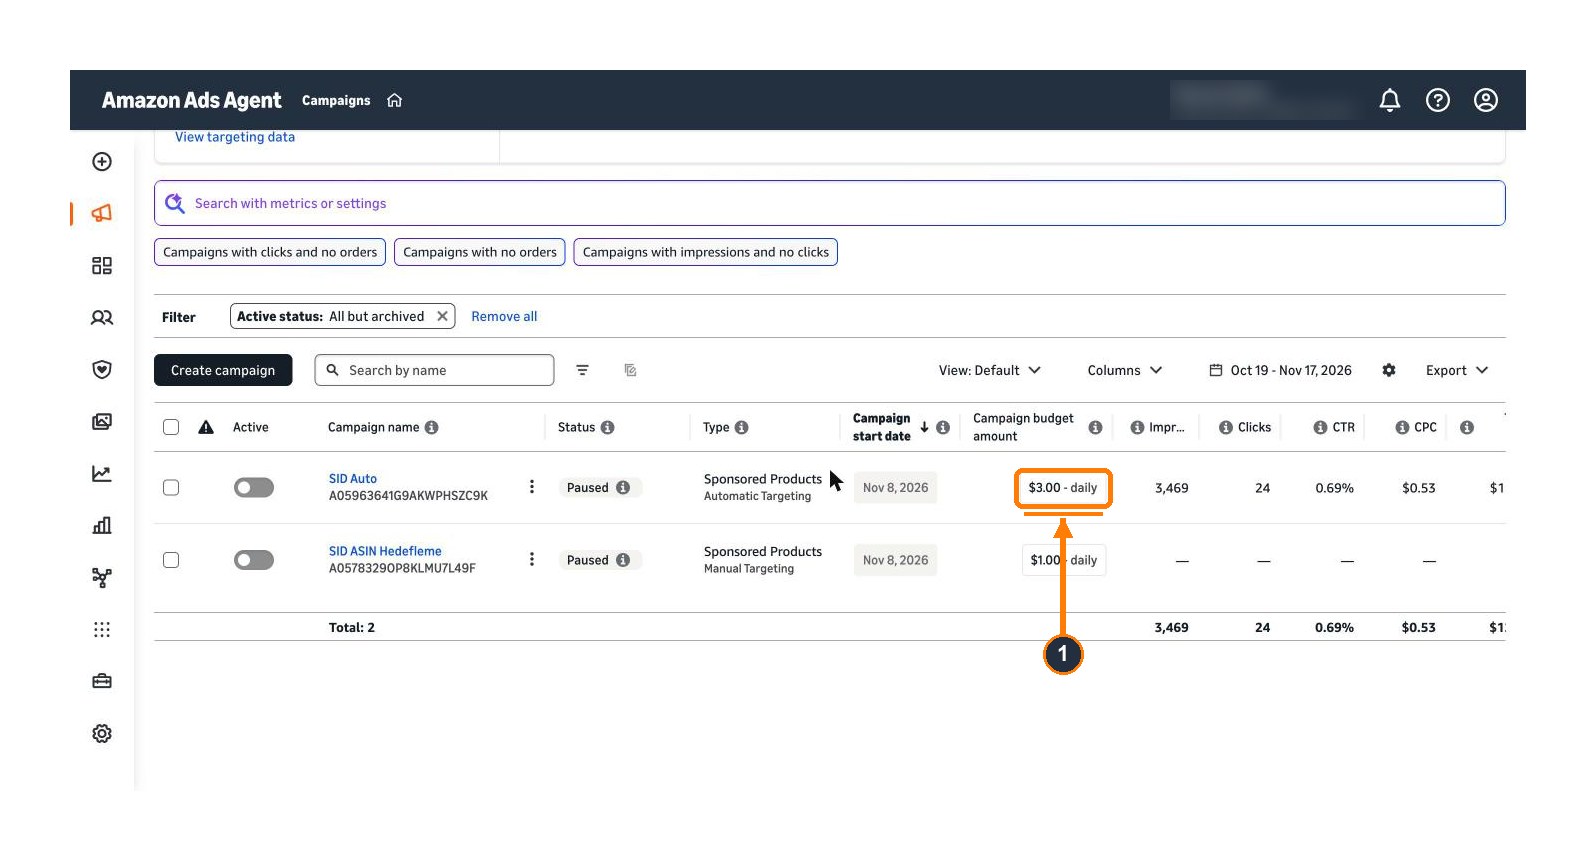 Amazon Ads Agent Campaigns
View targeting data
Search with metrics or settings
Campaigns with clicks and no orders Campaigns with no orders Campaigns with impressions and no clicks
Filter Active status: All but archived Remove all
Create campaign Search by name View: Default Columns Oct 19 - Nov 17, 2026 Export
Active Campaign name Status Type Campaign start date Campaign budget amount Impr... Clicks CTR CPC
SID Auto Paused Sponsored Products Nov 8, 2026 $3.00 - daily 3,469 24 0.69% $0.53 $1
A05963641G9AKWPHSZC9K Automatic Targeting
SID ASIN Hedefleme Paused Sponsored Products Nov 8, 2026 $1.00 - daily — — — —
A0578329OP8KLMU7L49F Manual Targeting
Total: 2 3,469 24 0.69% $0.53 $1
1